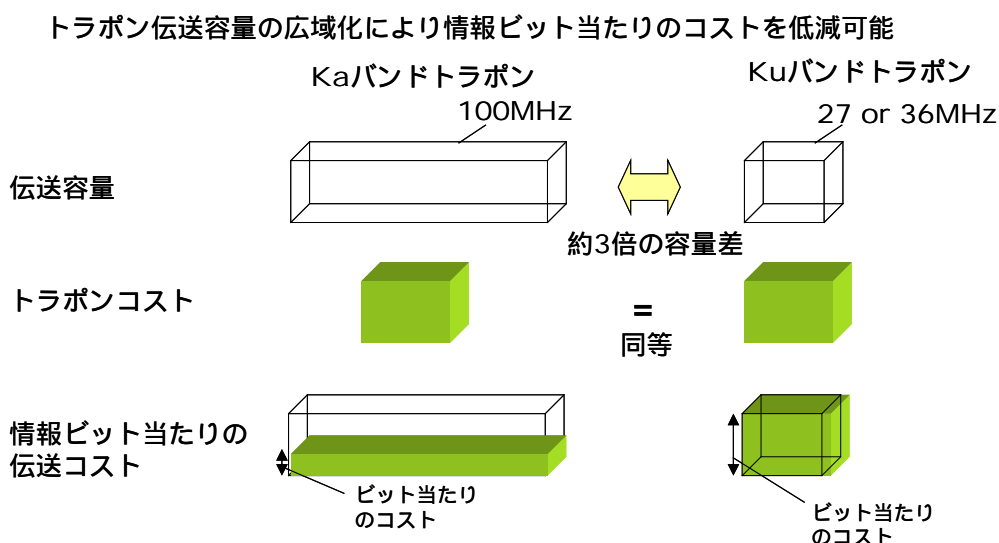 トラポン伝送容量の広域化により情報ビット当たりのコストを低減可能
Kaバンドトラポン
Kuバンドトラポン
100MHz
27 or 36MHz
伝送容量
約3倍の容量差
トラポンコスト
=
同等
情報ビット当たりの
伝送コスト
ビット当たり
のコスト
ビット当たり
のコスト